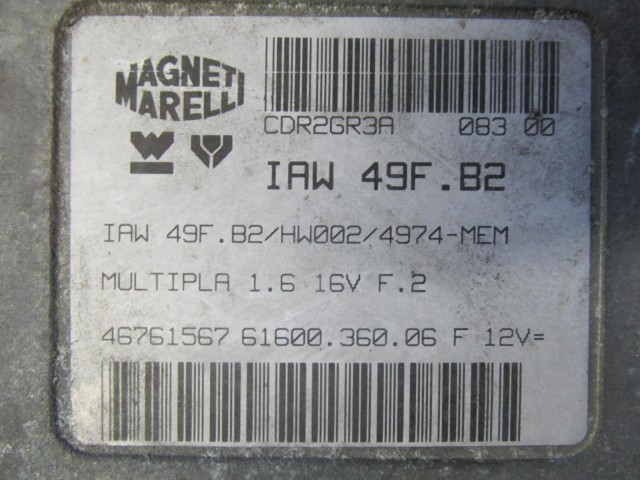 MAGNETI
MARELLI
CDR2GR3A 083 00
IAW 49F.B2
IAW 49F.B2/HW002/4974-MEM
MULTIPLA 1.6 16V F.2
46761567 61600.360.06 F 12V=